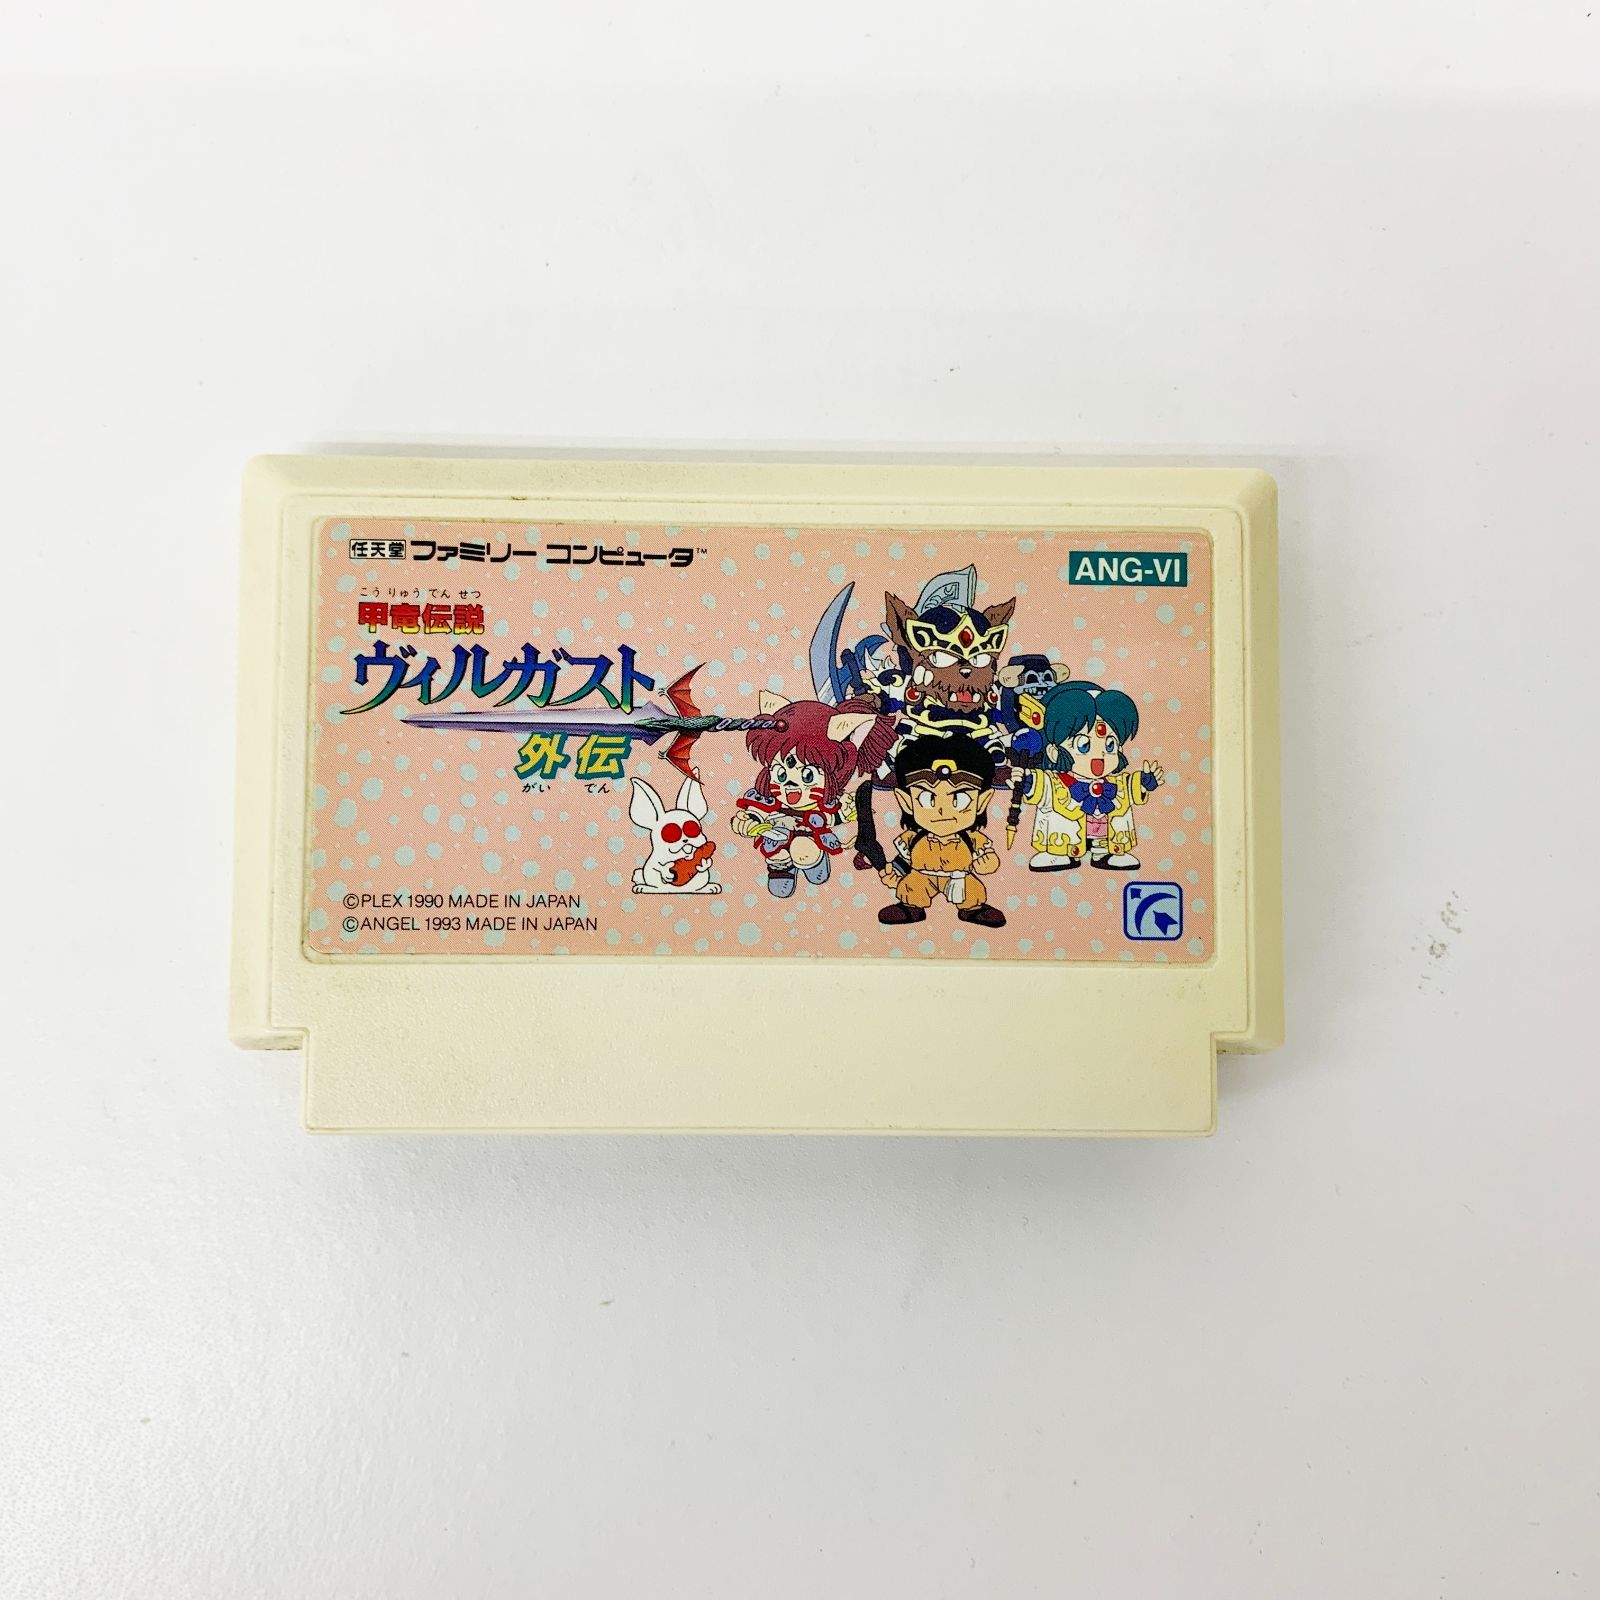 任天堂 ファミリー コンピュータ™
ANG-VI
こうりゅうでんせつ
甲竜伝説
ヴィルガスト
外伝
がいでん
©PLEX 1990 MADE IN JAPAN
©ANGEL 1993 MADE IN JAPAN